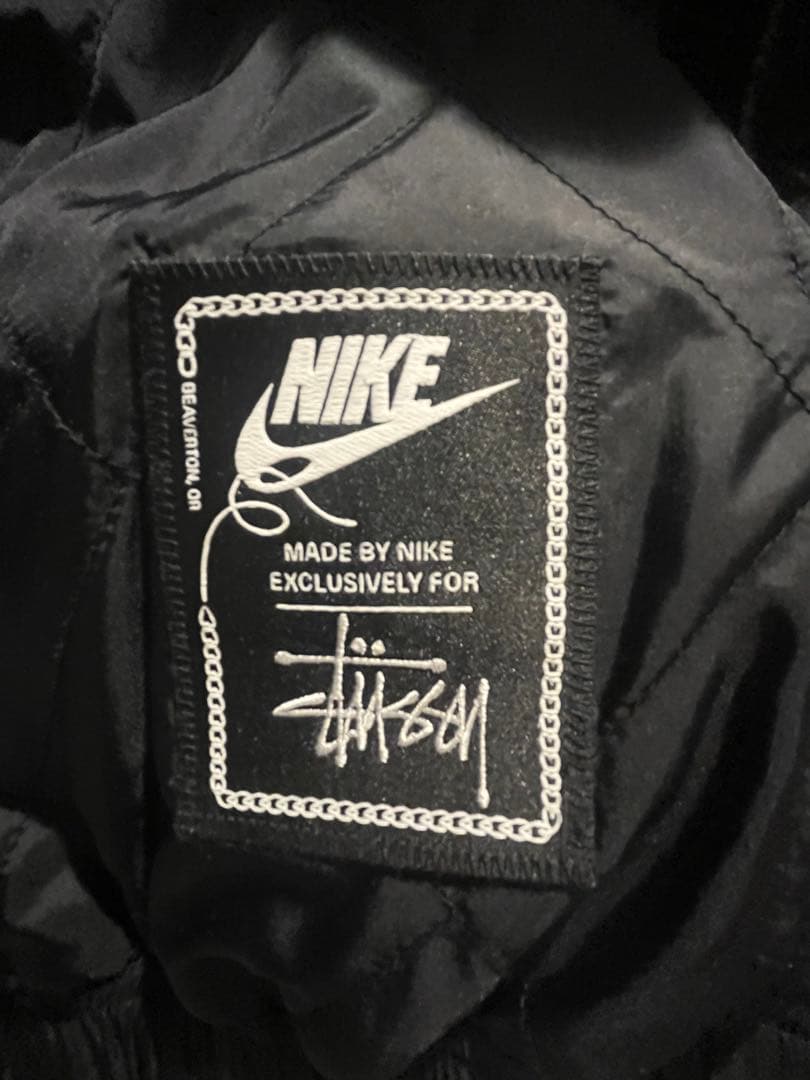 NIKE
BEAVERTON, OR
MADE BY NIKE
EXCLUSIVELY FOR
Stüssy